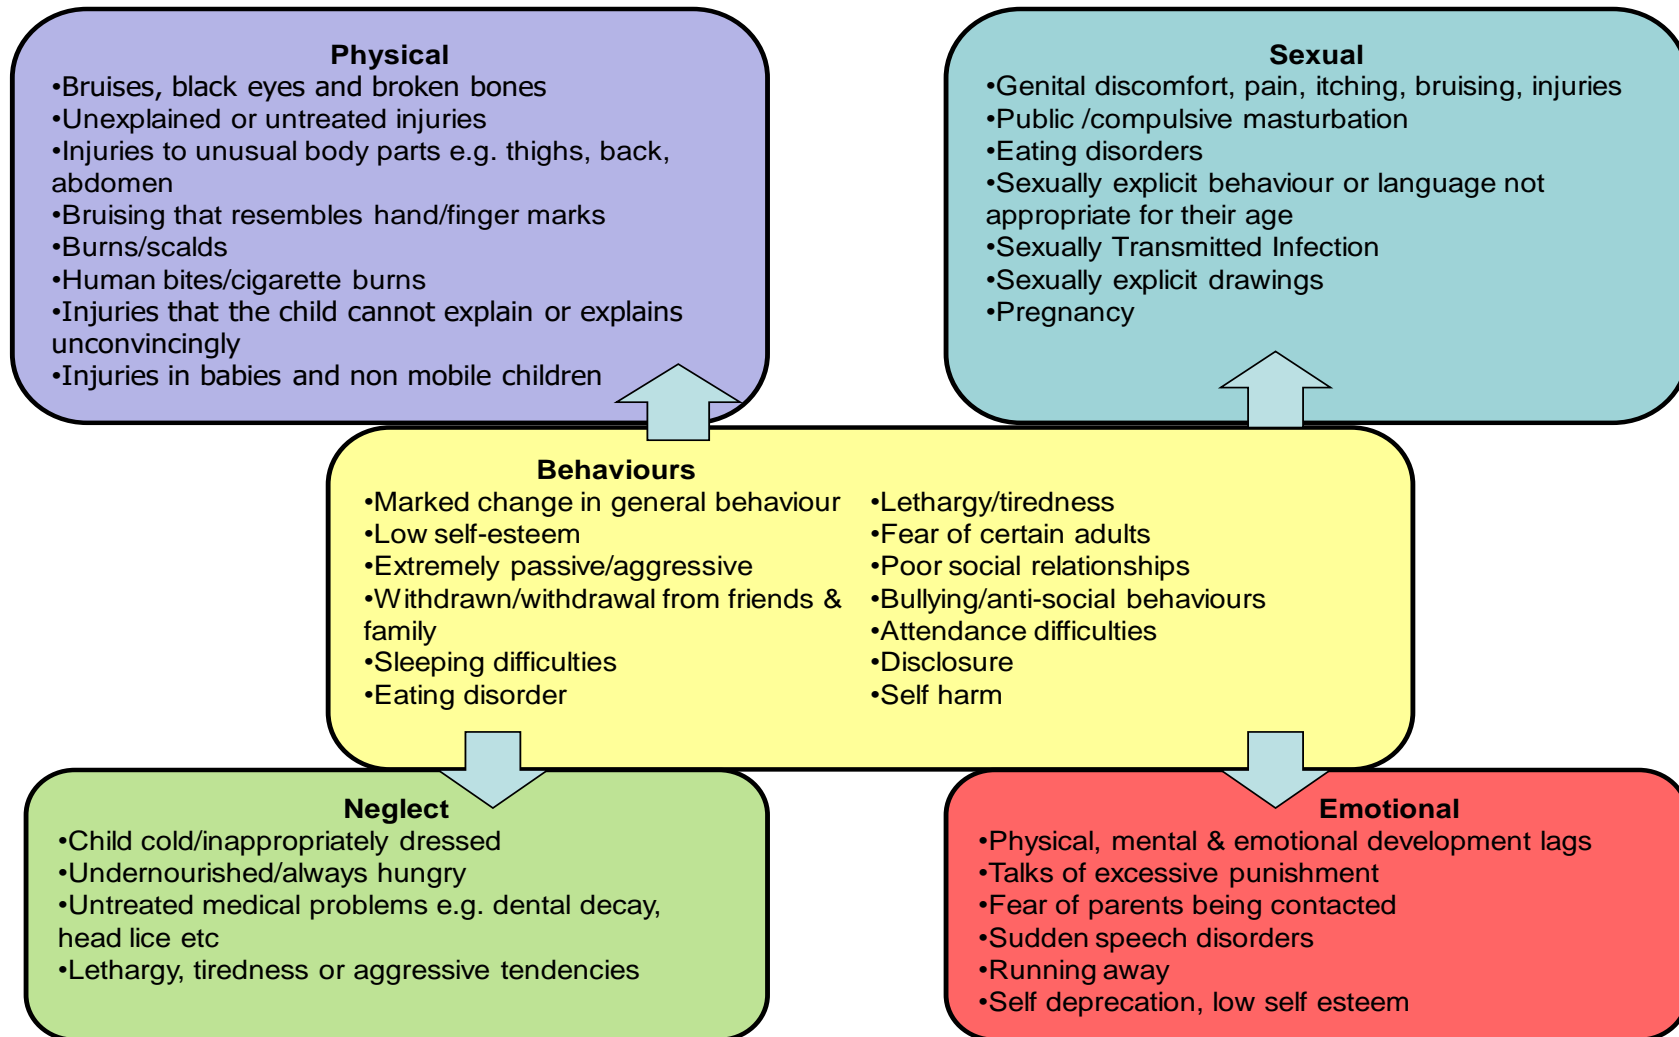 Physical
•Bruises, black eyes and broken bones
•Unexplained or untreated injuries
•Injuries to unusual body parts e.g. thighs, back,
abdomen
•Bruising that resembles hand/finger marks
•Burns/scalds
•Human bites/cigarette burns
•Injuries that the child cannot explain or explains
unconvincingly
•Injuries in babies and non mobile children
Sexual
•Genital discomfort, pain, itching, bruising, injuries
•Public /compulsive masturbation
•Eating disorders
•Sexually explicit behaviour or language not
appropriate for their age
•Sexually Transmitted Infection
•Sexually explicit drawings
•Pregnancy
Behaviours
•Marked change in general behaviour
•Low self-esteem
•Extremely passive/aggressive
•Withdrawn/withdrawal from friends &
family
•Sleeping difficulties
•Eating disorder
•Lethargy/tiredness
•Fear of certain adults
•Poor social relationships
•Bullying/anti-social behaviours
•Attendance difficulties
•Disclosure
•Self harm
Neglect
•Child cold/inappropriately dressed
•Undernourished/always hungry
•Untreated medical problems e.g. dental decay,
head lice etc
•Lethargy, tiredness or aggressive tendencies
Emotional
•Physical, mental & emotional development lags
•Talks of excessive punishment
•Fear of parents being contacted
•Sudden speech disorders
•Running away
•Self deprecation, low self esteem